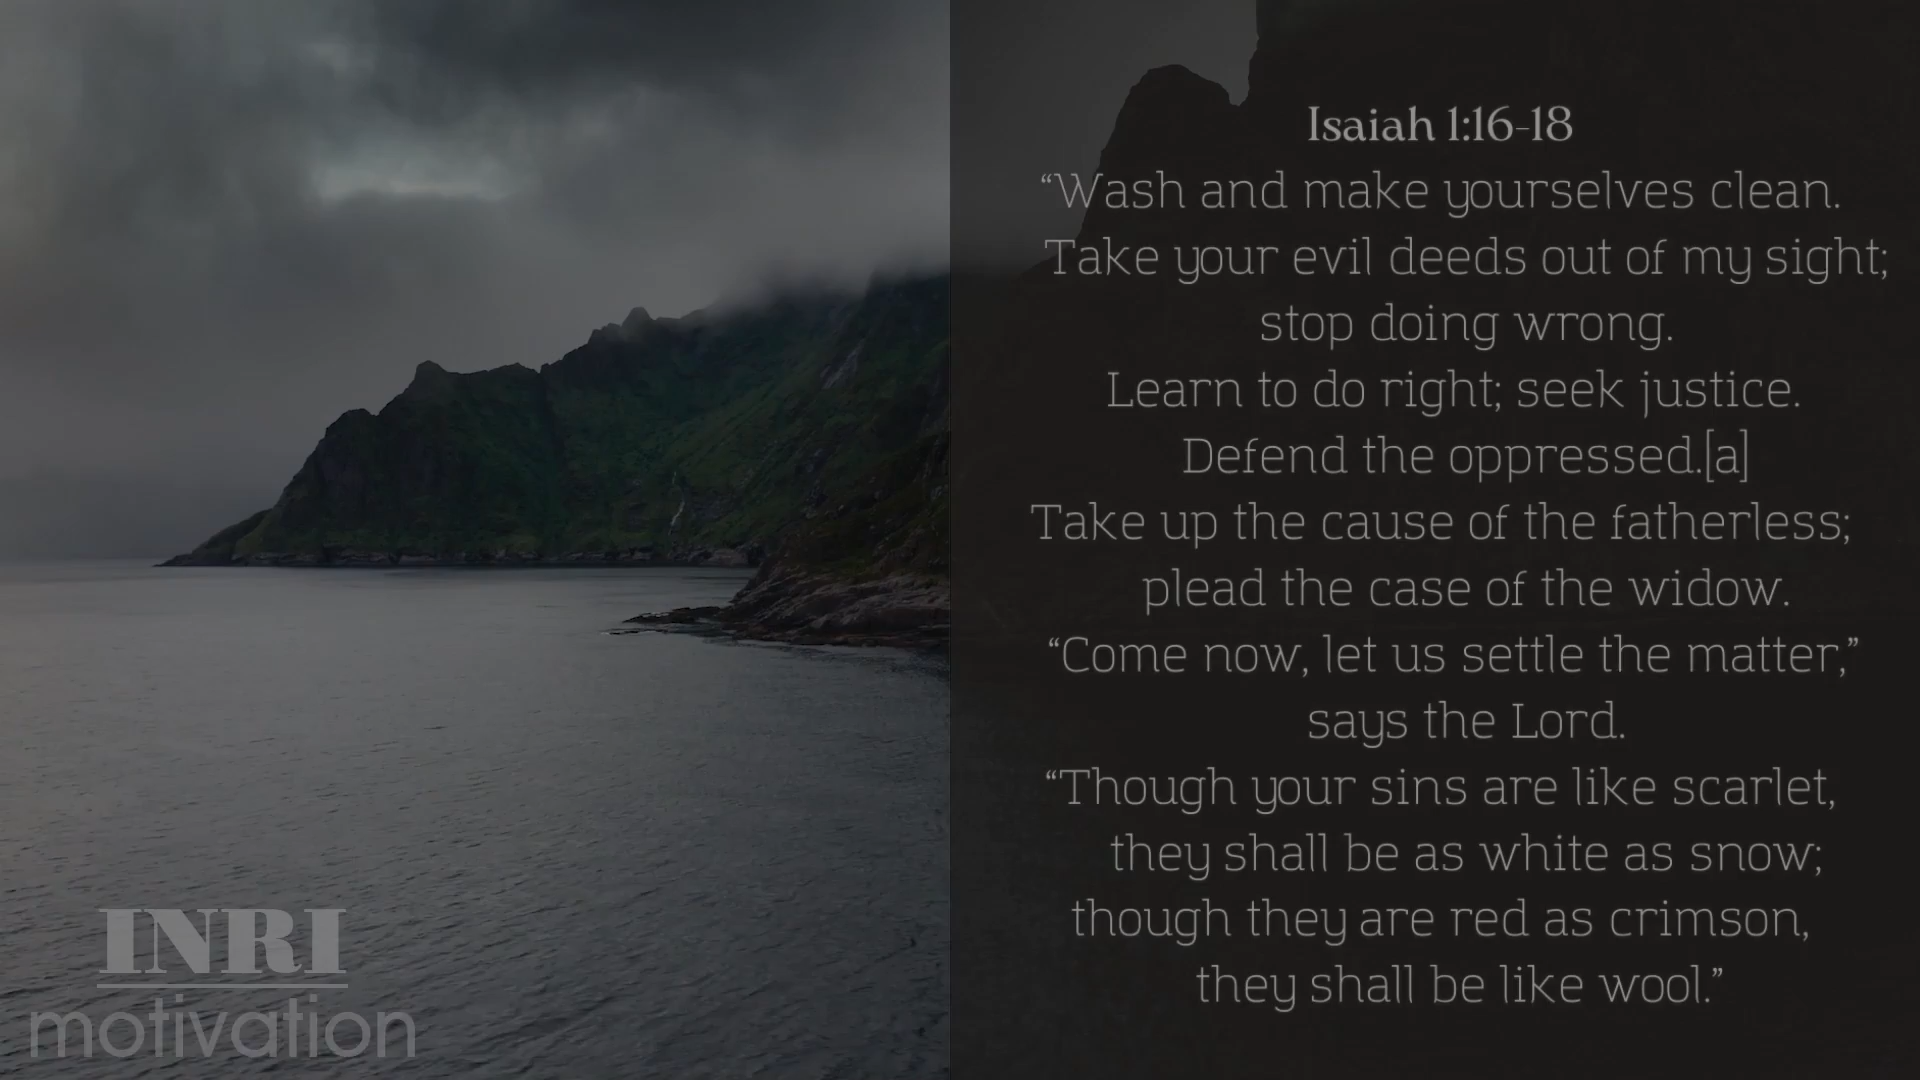 Isaiah 1:16-18
“Wash and make yourselves clean.
Take your evil deeds out of my sight;
stop doing wrong.
Learn to do right; seek justice.
Defend the oppressed.[a]
Take up the cause of the fatherless;
plead the case of the widow.
“Come now, let us settle the matter,”
says the Lord.
“Though your sins are like scarlet,
they shall be as white as snow;
though they are red as crimson,
they shall be like wool.”
INRI
motivation